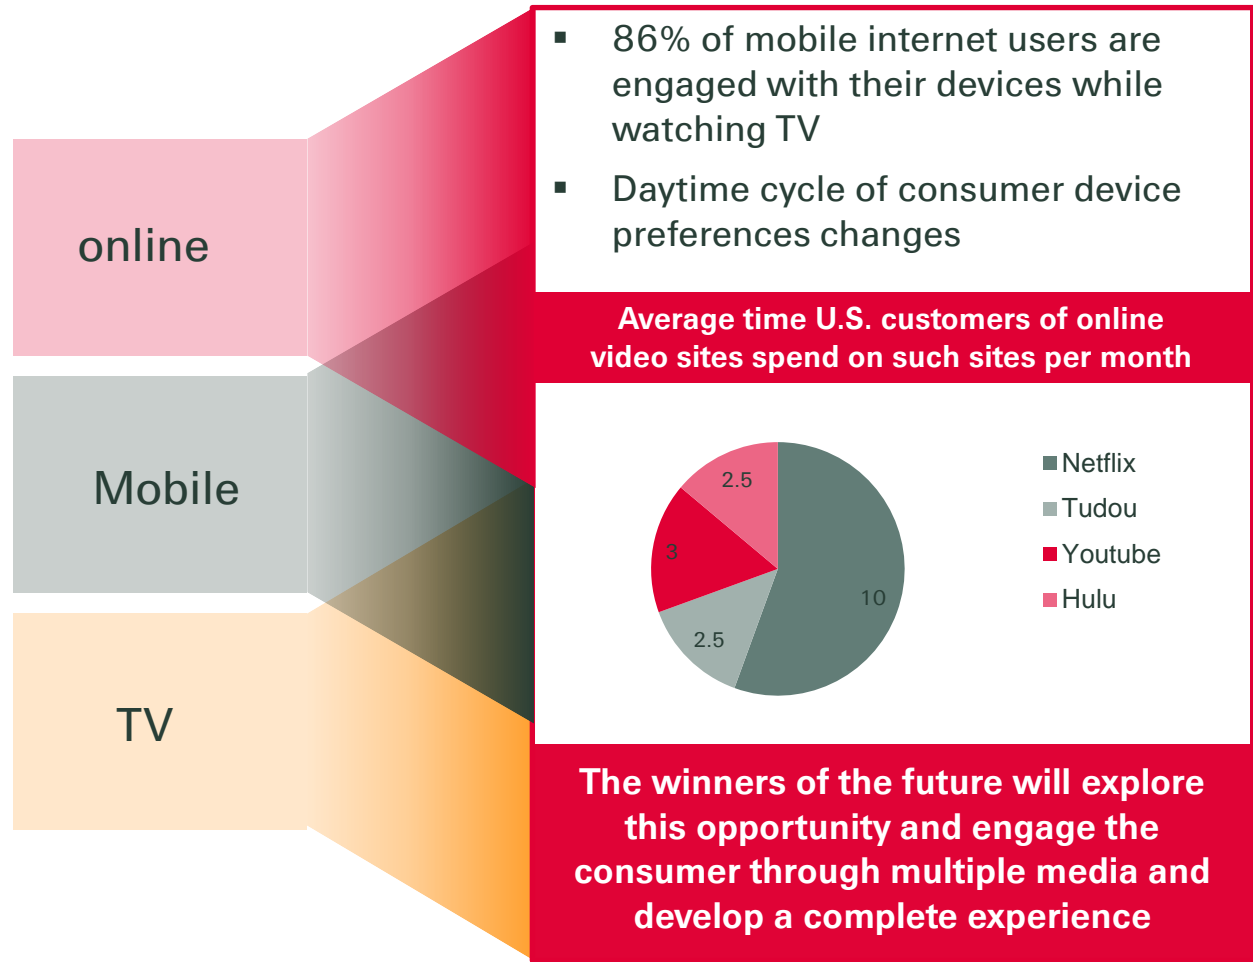 online
Mobile
TV
▪ 86% of mobile internet users are
engaged with their devices while
watching TV
▪ Daytime cycle of consumer device
preferences changes
Average time U.S. customers of online
video sites spend on such sites per month
2.5
3
10
2.5
Netflix
Tudou
Youtube
Hulu
The winners of the future will explore
this opportunity and engage the
consumer through multiple media and
develop a complete experience